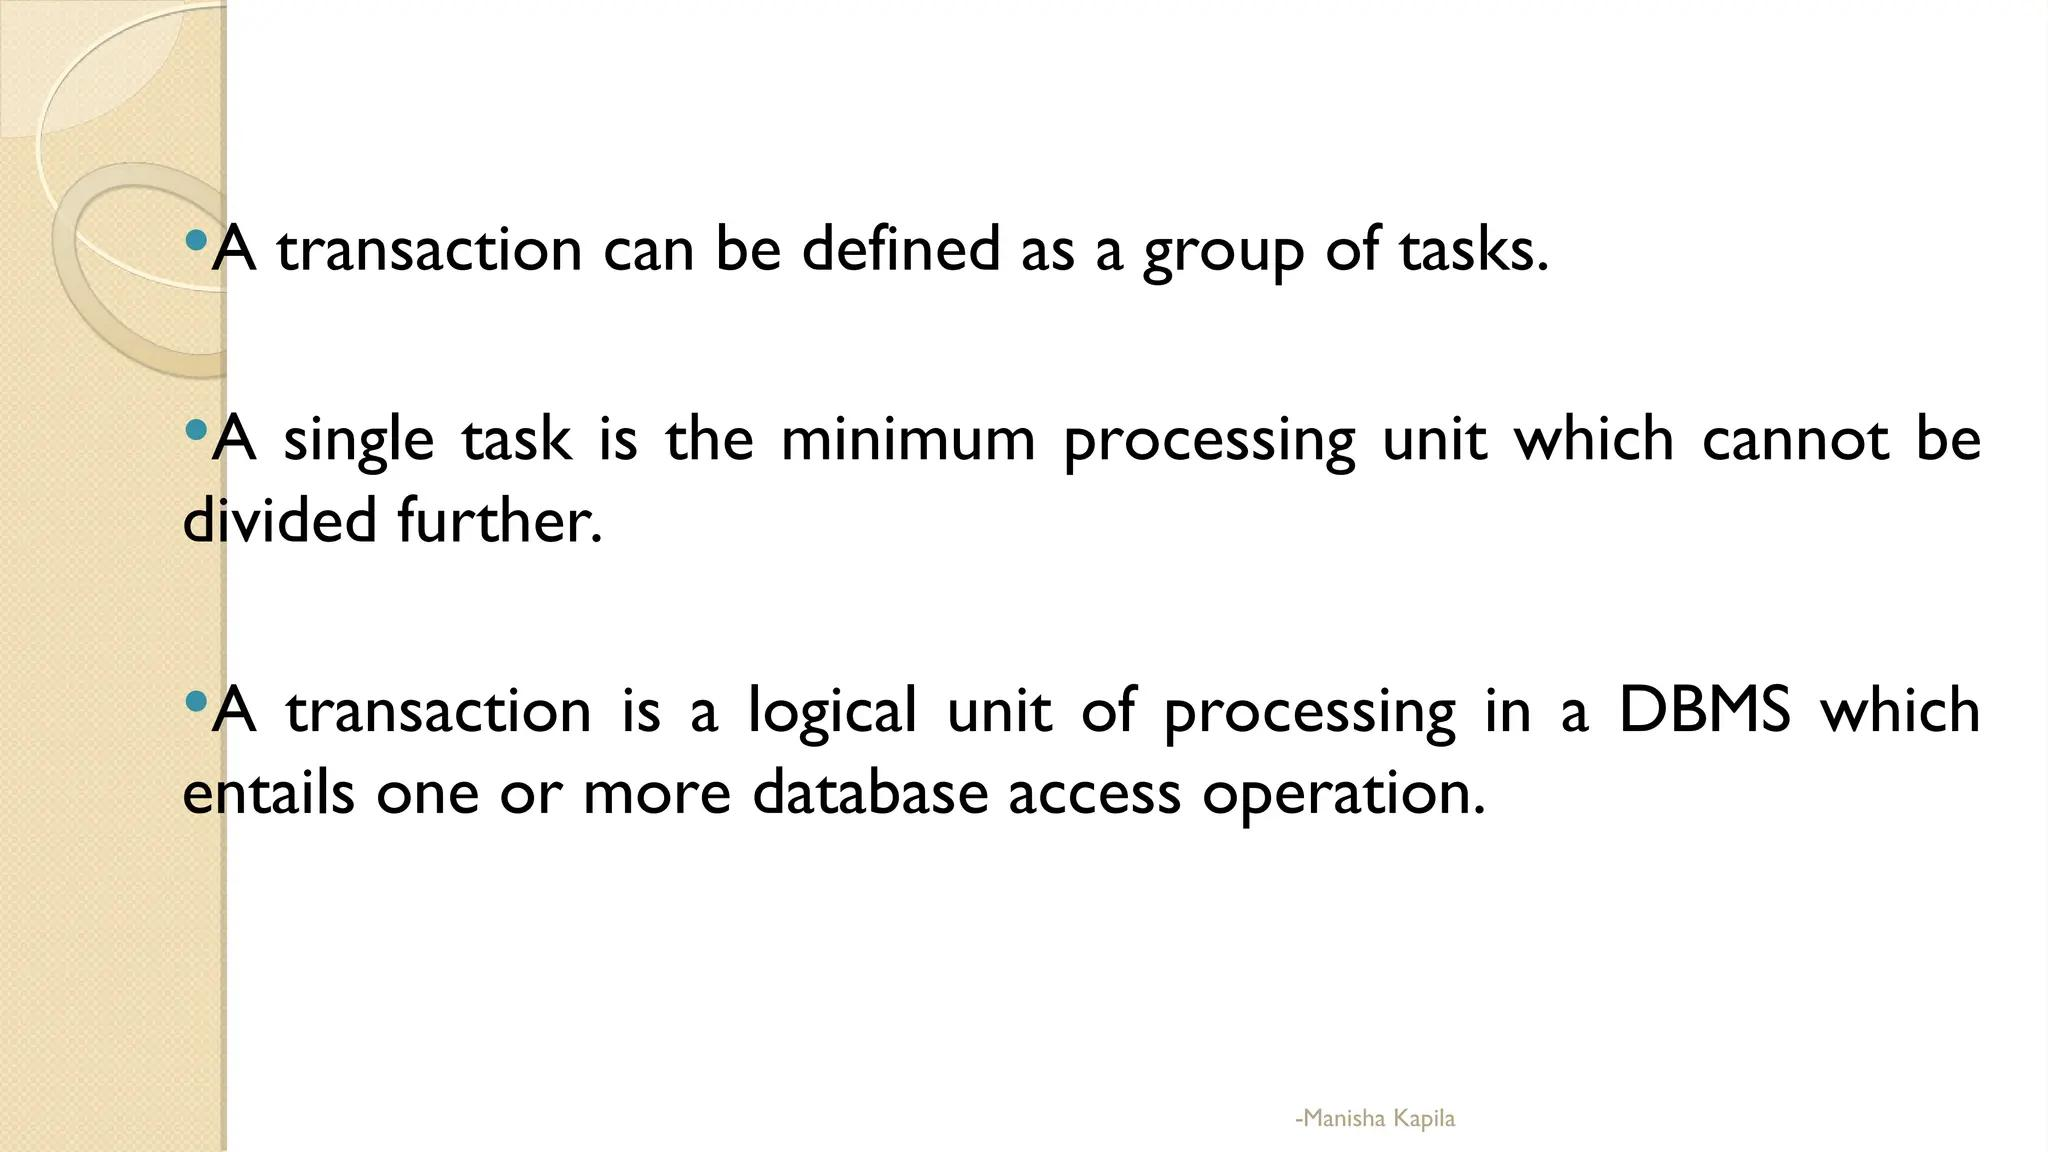 •A transaction can be defined as a group of tasks.
•A single task is the minimum processing unit which cannot be
divided further.
•A transaction is a logical unit of processing in a DBMS which
entails one or more database access operation.
-Manisha Kapila